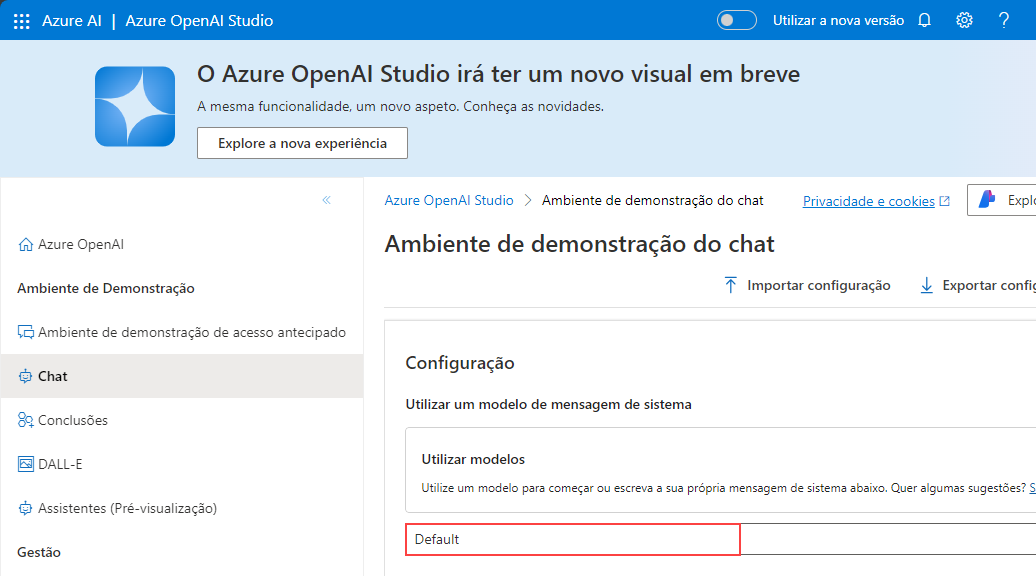 Azure AI | Azure OpenAI Studio
Utilizar a nova versão
O Azure OpenAI Studio irá ter um novo visual em breve
A mesma funcionalidade, um novo aspeto. Conheça as novidades.
Explore a nova experiência
Azure OpenAI
Ambiente de Demonstração
Ambiente de demonstração de acesso antecipado
Chat
Conclusões
DALL-E
Assistentes (Pré-visualização)
Gestão
Azure OpenAI Studio > Ambiente de demonstração do chat
Privacidade e cookies
Ambiente de demonstração do chat
Importar configuração
Exportar
Configuração
Utilizar um modelo de mensagem de sistema
Utilizar modelos
Utilize um modelo para começar ou escreva a sua própria mensagem de sistema abaixo. Quer algumas sugestões?
Default